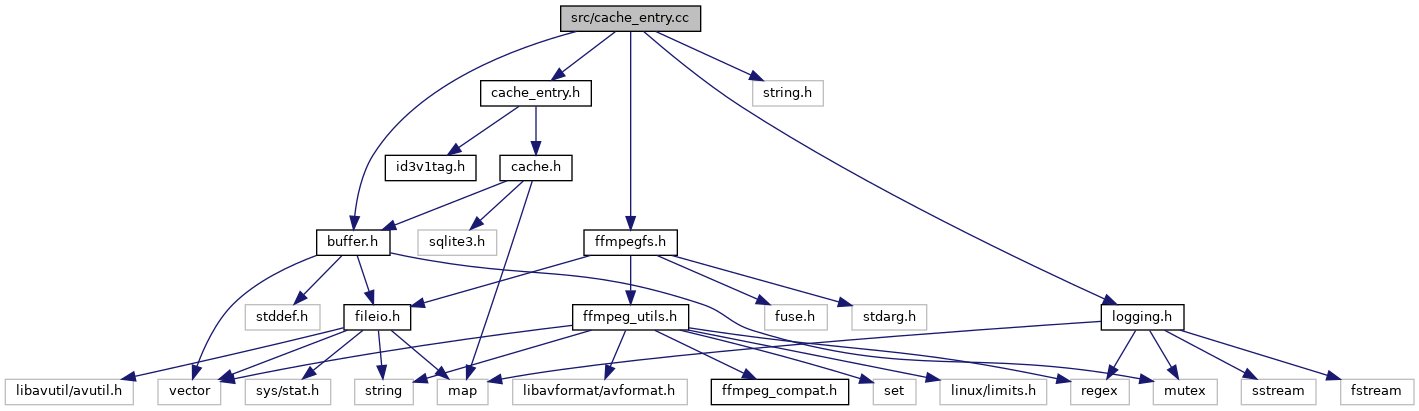 src/cache_entry.cc
cache_entry.h
string.h
id3v1tag.h
cache.h
buffer.h
sqlite3.h
ffmpegfs.h
stddef.h
fileio.h
ffmpeg_utils.h
fuse.h
stdarg.h
logging.h
libavutil/avutil.h
vector
sys/stat.h
string
map
libavformat/avformat.h
ffmpeg_compat.h
set
linux/limits.h
regex
mutex
sstream
fstream